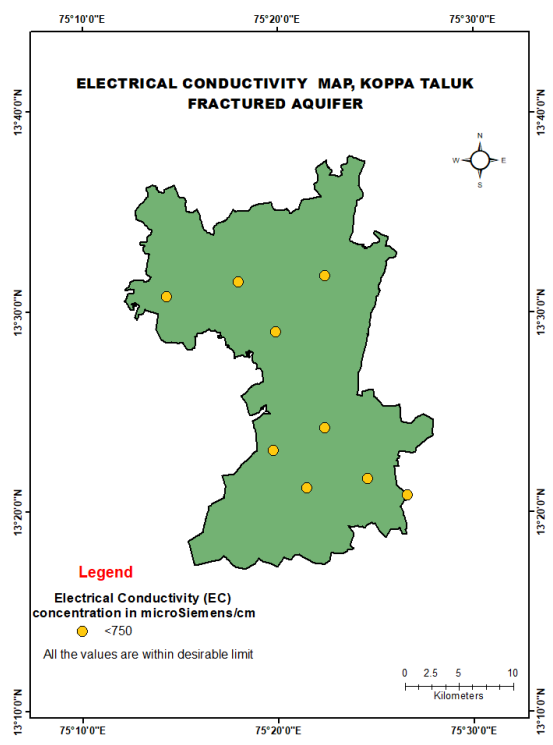 75°10'0"E 75°20'0"E 75°30'0"E
ELECTRICAL CONDUCTIVITY MAP, KOPPA TALUK
FRACTURED AQUIFER
13°40'0"N 13°40'0"N
N
W E
S
13°30'0"N 13°30'0"N
13°20'0"N 13°20'0"N
Legend
Electrical Conductivity (EC)
concentration in microSiemens/cm
<750
All the values are within desirable limit
0 2.5 5 10
Kilometers
13°10'0"N 13°10'0"N
75°10'0"E 75°20'0"E 75°30'0"E